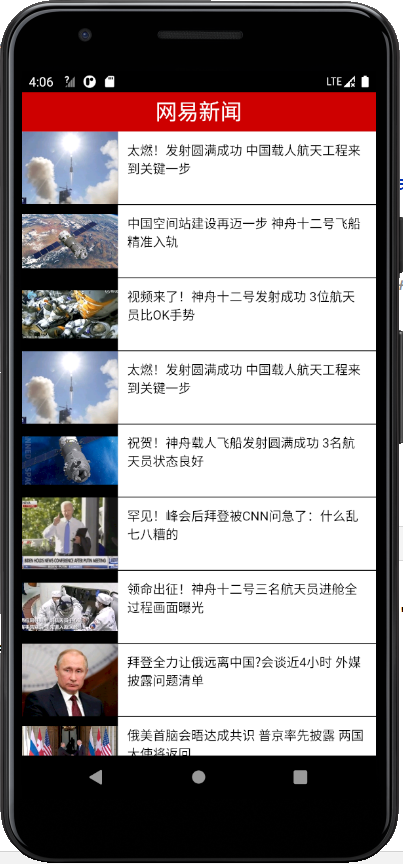 4:06
LTE
网易新闻
太燃！发射圆满成功 中国载人航天工程来
到关键一步
中国空间站建设再迈一步 神舟十二号飞船
精准入轨
视频来了！神舟十二号发射成功 3位航天
员比OK手势
太燃！发射圆满成功 中国载人航天工程来
到关键一步
祝贺！神舟载人飞船发射圆满成功 3名航
天员状态良好
罕见！峰会后拜登被CNN问急了：什么乱
七八糟的
BIDEN HOLDS NEWS CONFERENCE AFTER PUTIN MEETING
领命出征！神舟十二号三名航天员进舱全
过程画面曝光
拜登全力让俄远离中国?会谈近4小时 外媒
披露问题清单
俄美首脑会晤达成共识 普京率先披露 两国
大使将返回